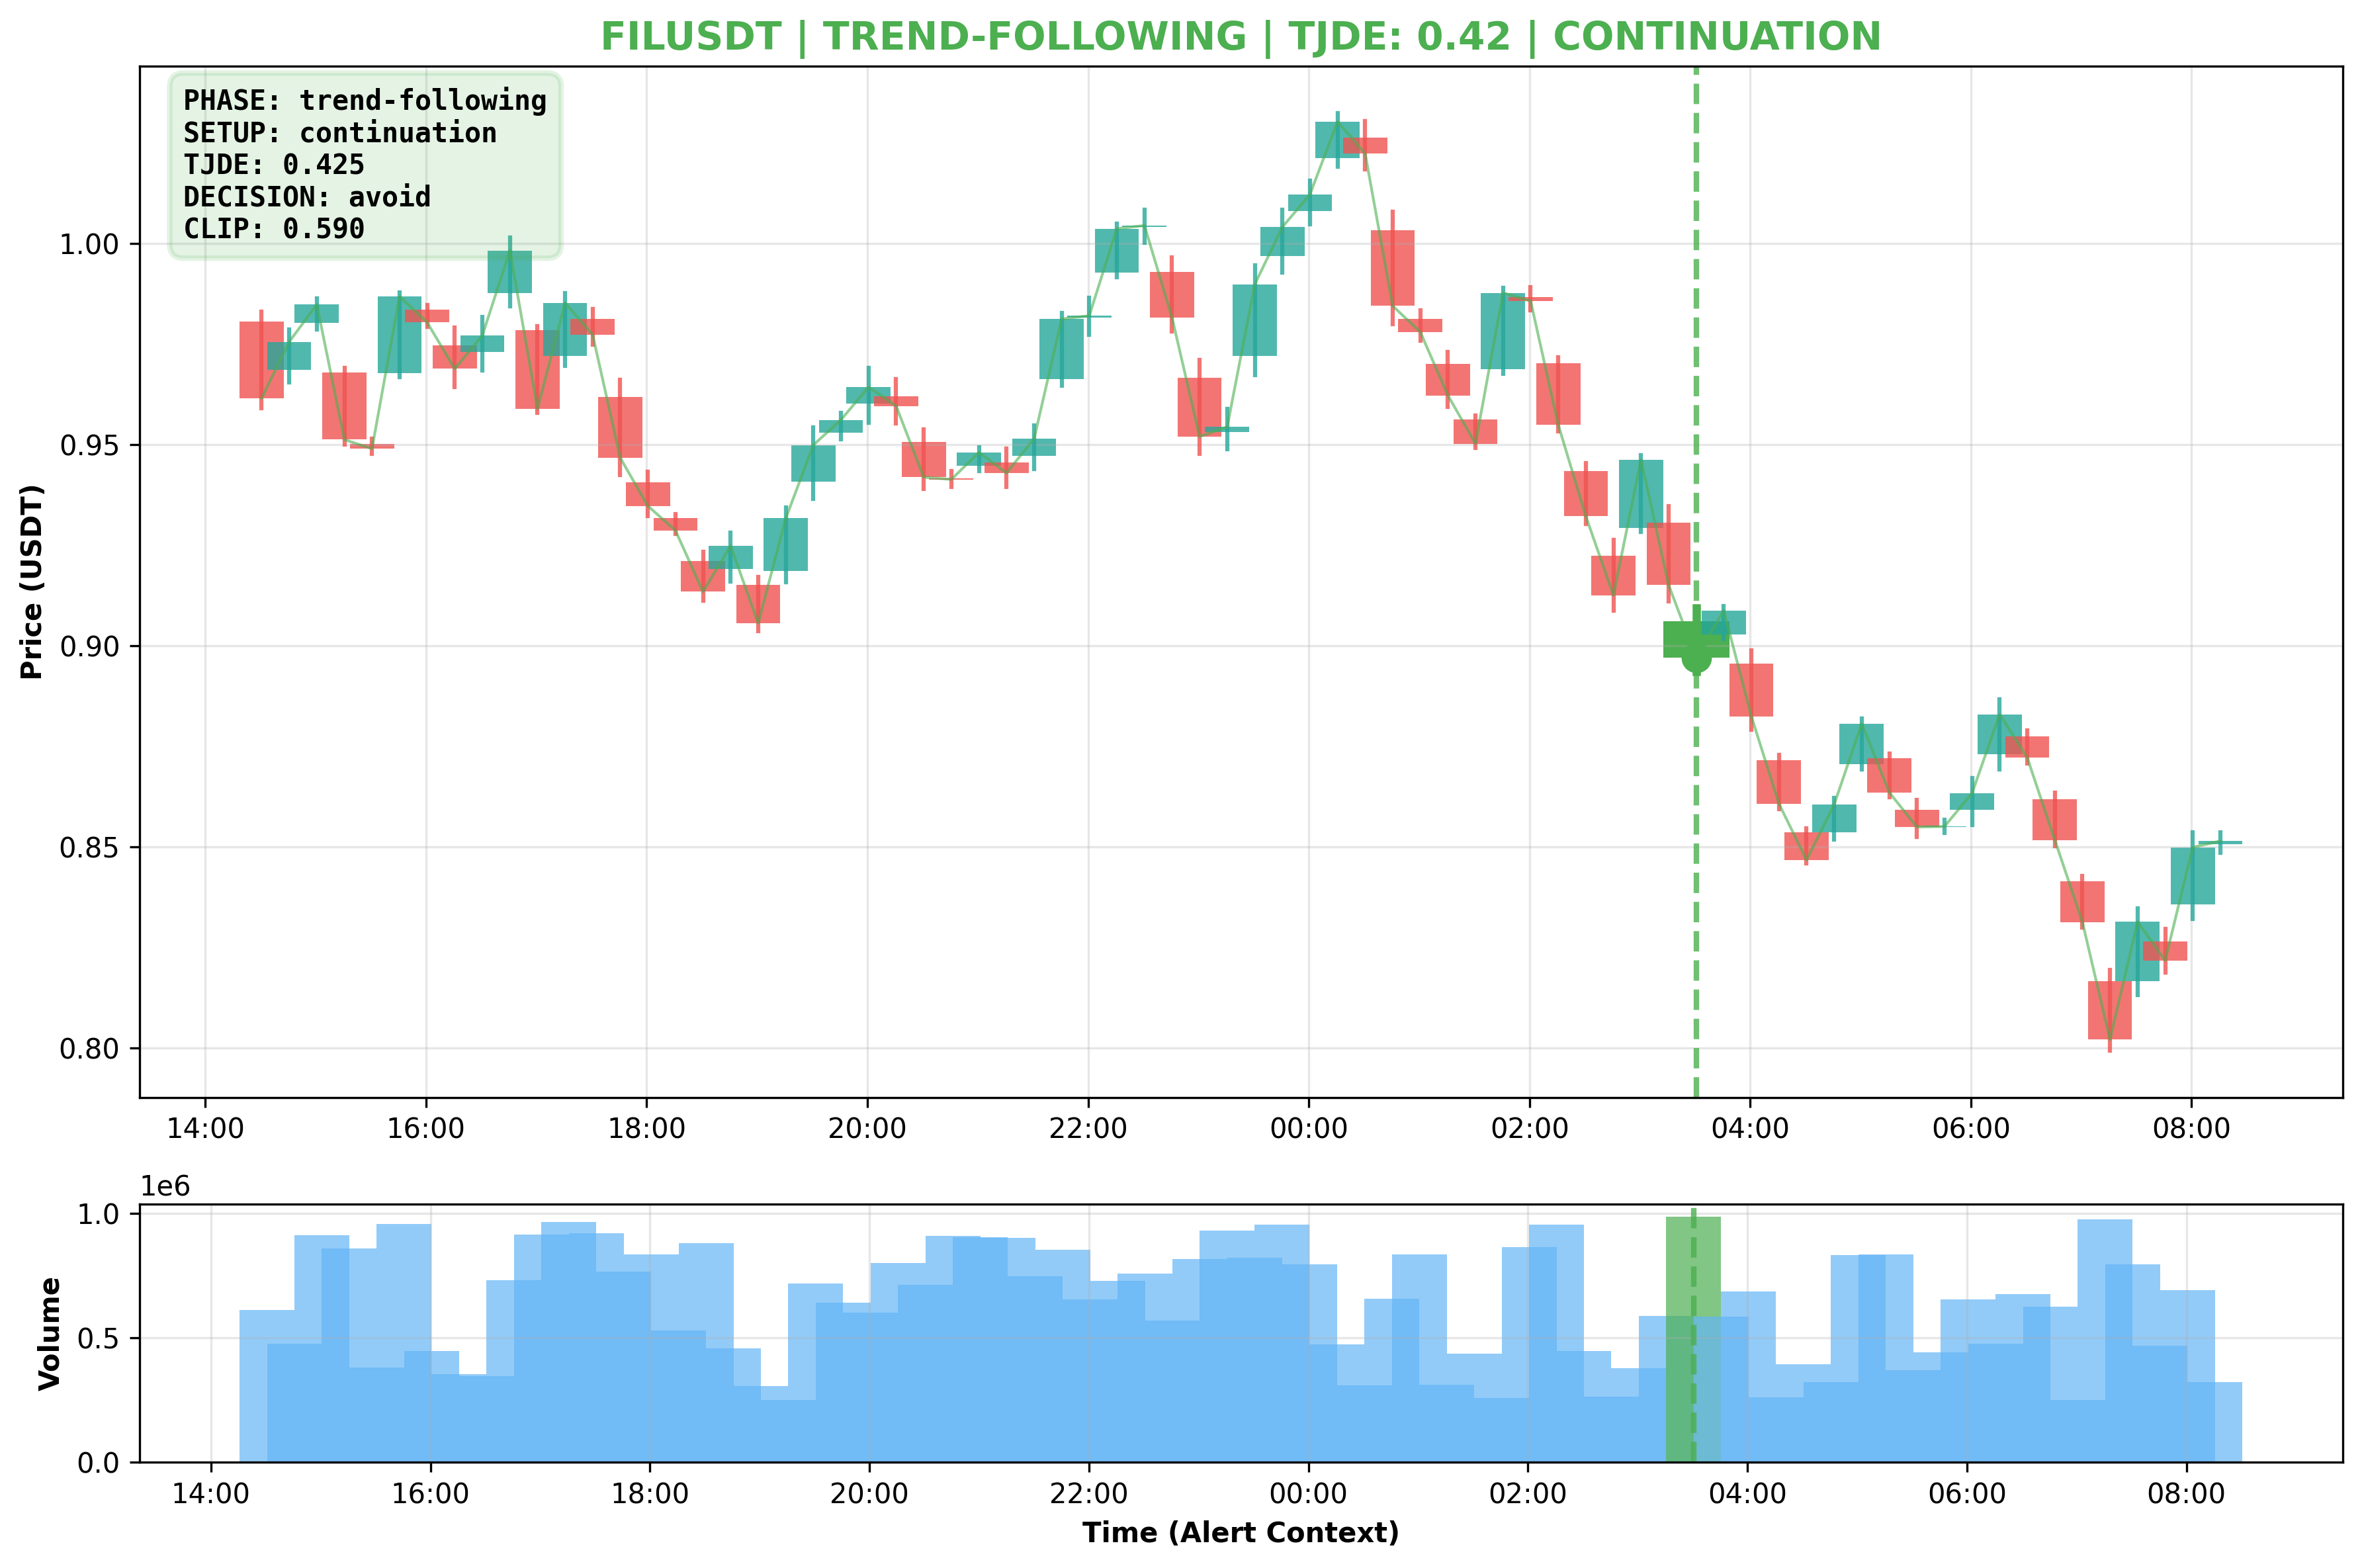 FILUSDT | TREND-FOLLOWING | TJDE: 0.42 | CONTINUATION
PHASE: trend-following
SETUP: continuation
TJDE: 0.425
DECISION: avoid
CLIP: 0.590
Price (USDT)
1.00
0.95
0.90
0.85
0.80
14:00 16:00 18:00 20:00 22:00 00:00 02:00 04:00 06:00 08:00
1e6
Volume
1.0
0.5
0.0
14:00 16:00 18:00 20:00 22:00 00:00 02:00 04:00 06:00 08:00
Time (Alert Context)